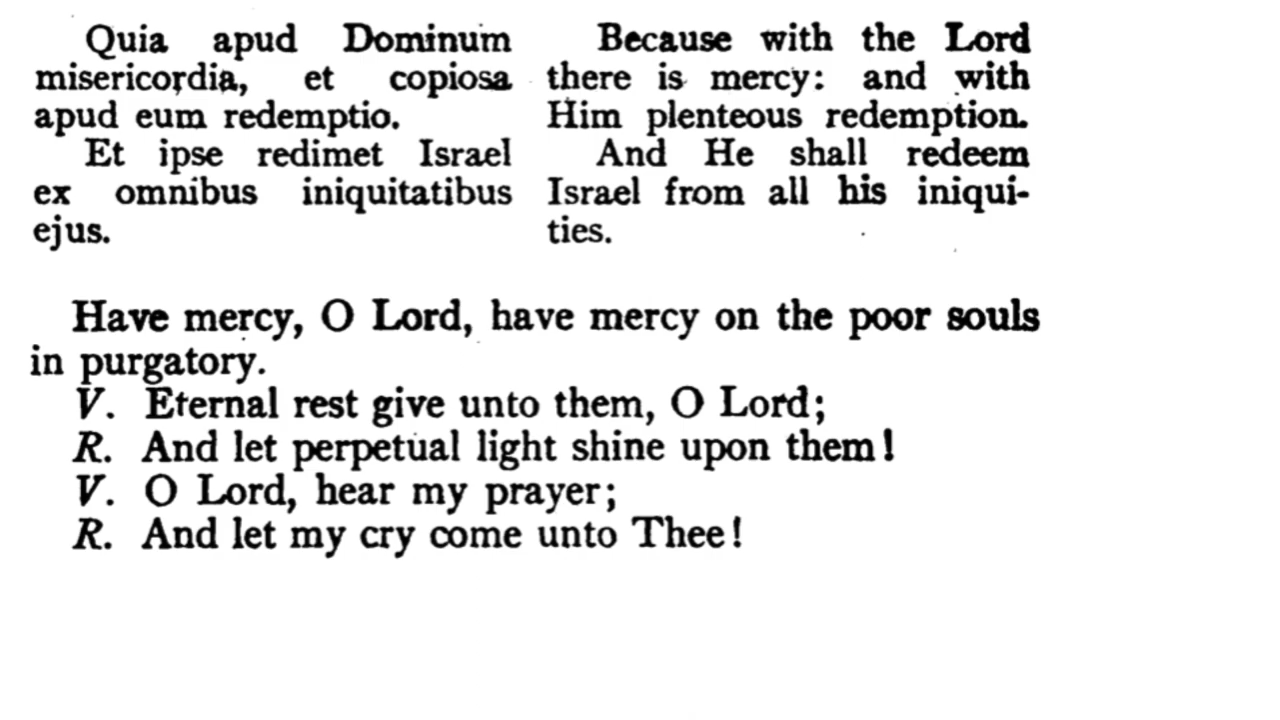 Quia apud Dominum
misericordia, et copiosa
apud eum redemptio.
Et ipse redimet Israel
ex omnibus iniquitatibus
ejus.
Because with the Lord
there is mercy: and with
Him plenteous redemption.
And He shall redeem
Israel from all his iniqui-
ties.
Have mercy, O Lord, have mercy on the poor souls
in purgatory.
V. Eternal rest give unto them, O Lord;
R. And let perpetual light shine upon them!
V. O Lord, hear my prayer;
R. And let my cry come unto Thee!